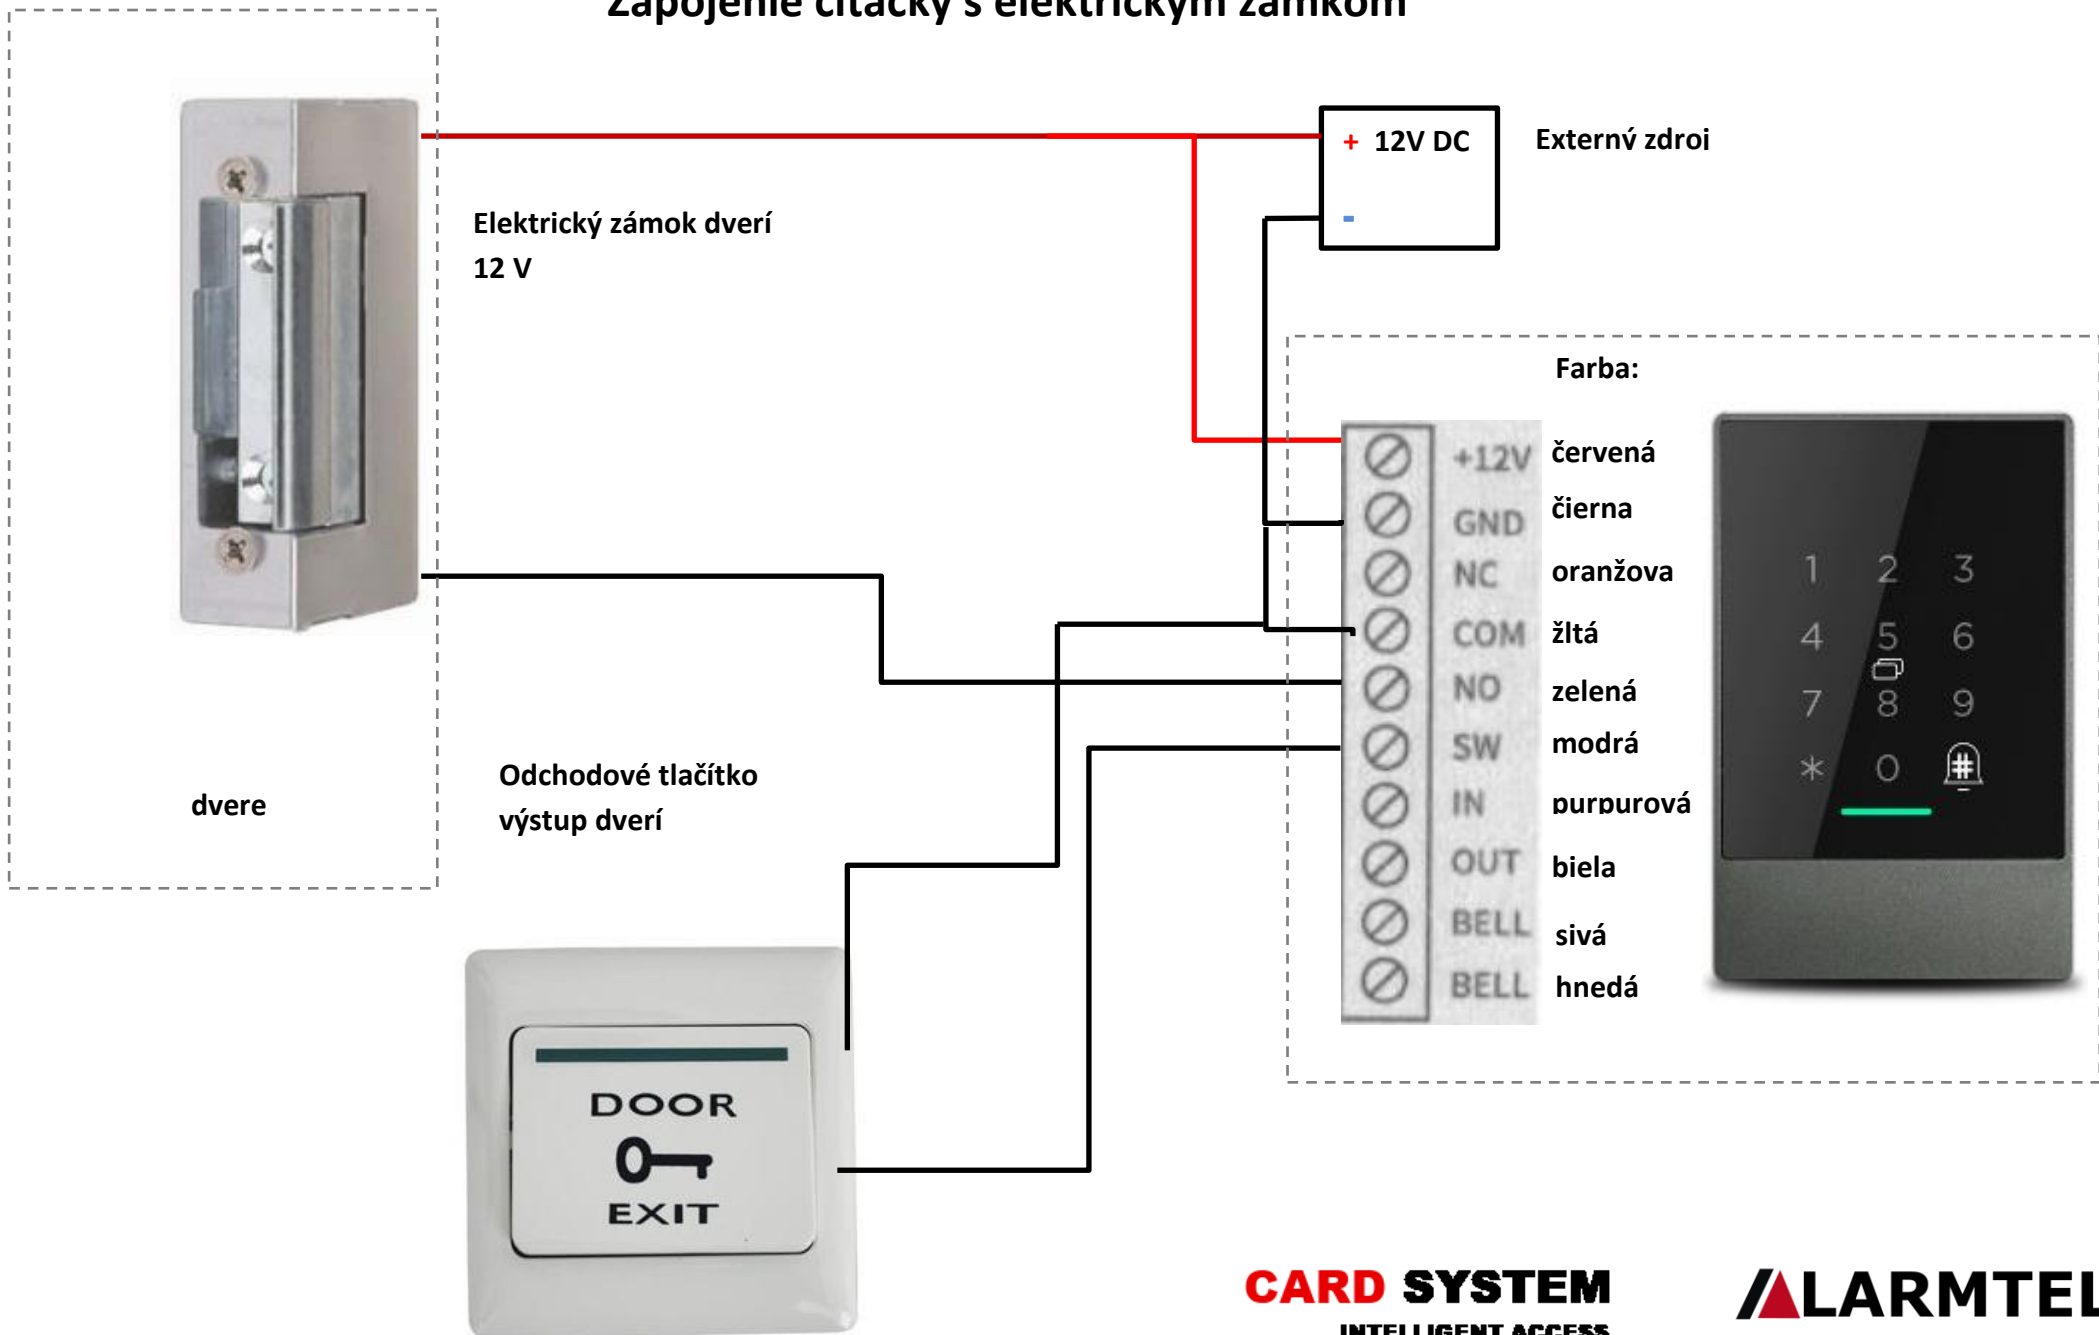 Zapojenie čítačky s elektrickým zámkom
+ 12V DC
-
Externý zdroj
Elektrický zámok dverí
12 V
Farba:
+12V červená
GND čierna
NC oranžova
COM žltá
NO zelená
SW modrá
IN purpurová
OUT biela
BELL sivá
BELL hnedá
1 2 3
4 5 6
7 8 9
* 0 #
dvere
Odchodové tlačítko
výstup dverí
DOOR
EXIT
CARD SYSTEM
INTELLIGENT ACCESS
ALARMTEL